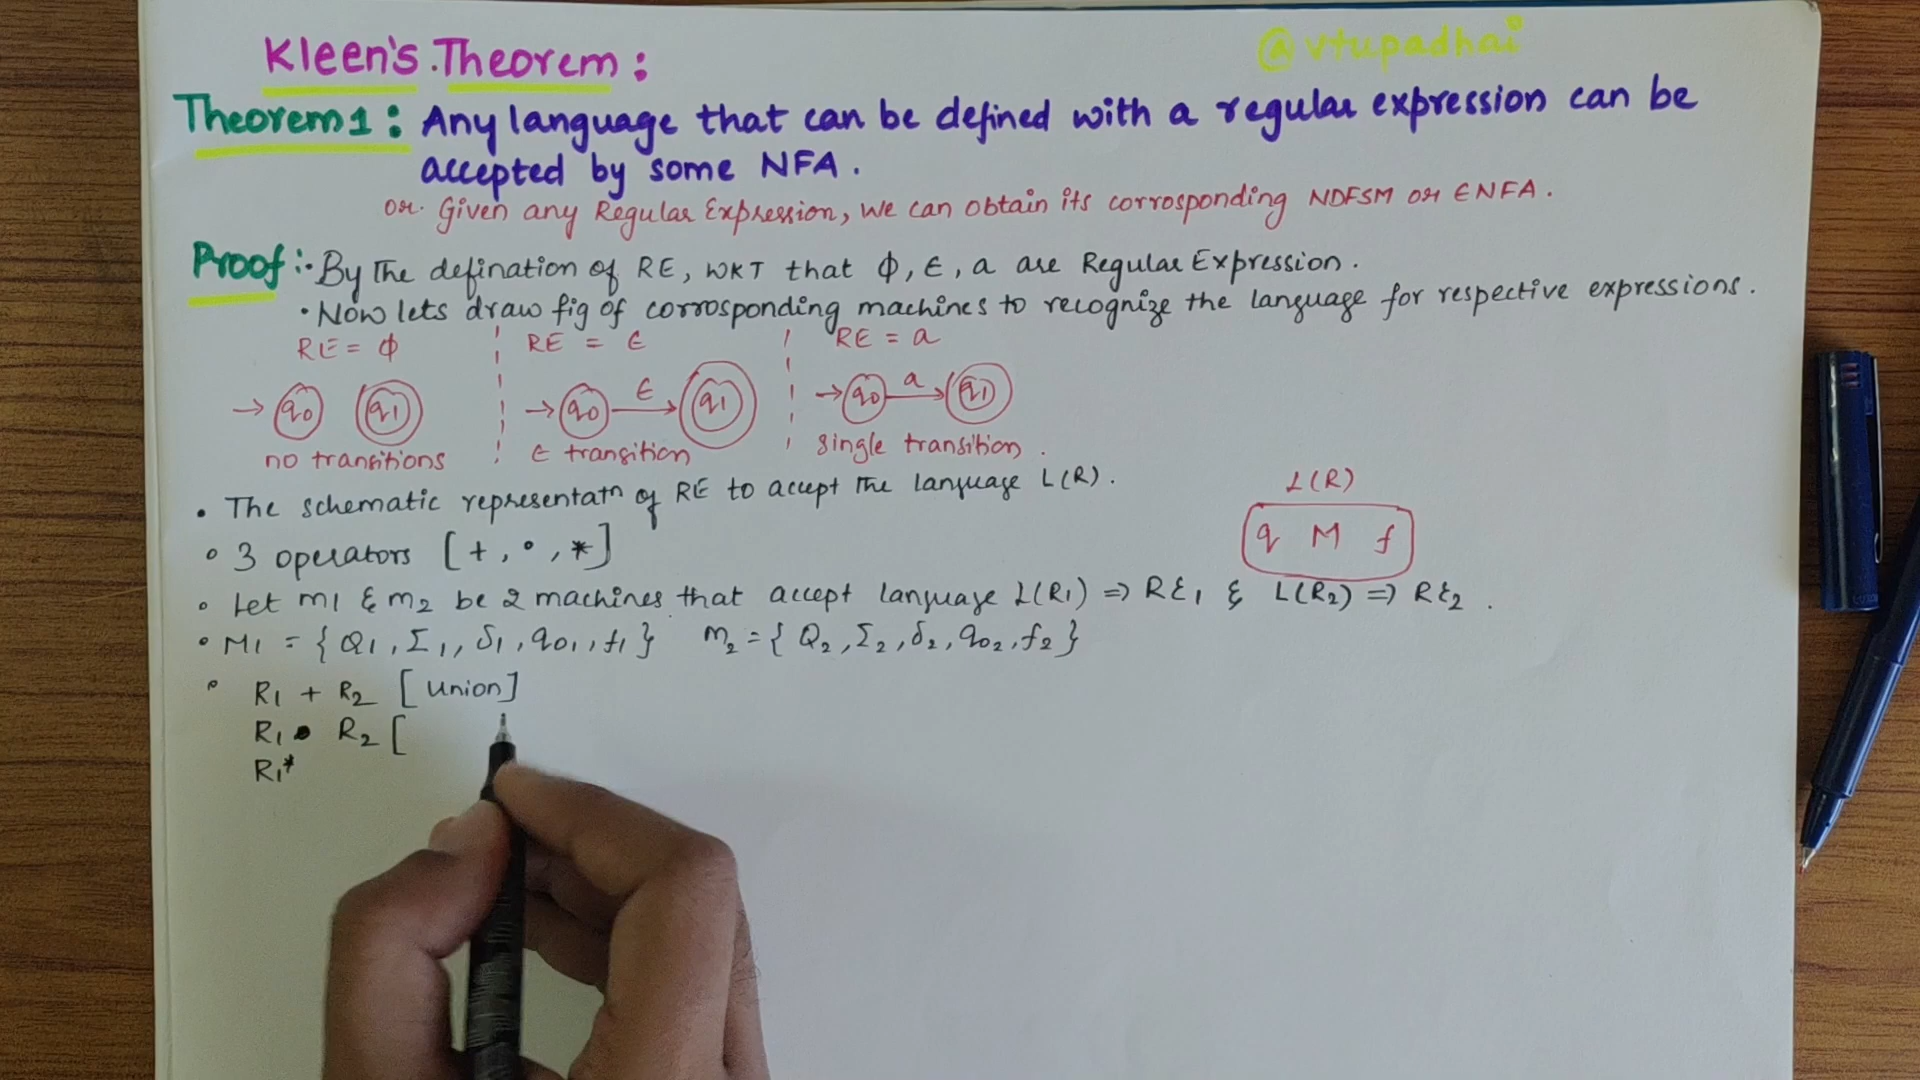 Kleen's Theorem:
@vtupadhai
Theorem 1: Any language that can be defined with a regular expression can be
accepted by some NFA.
or. Given any Regular Expression, we can obtain its corrosponding NDFSM or ENFA.
Proof:- • By The defination of RE, WKT that ϕ, ϵ, a are Regular Expression.
• Now lets draw fig of corrosponding machines to recognize the language for respective expressions.
RE = ϕ RE = ϵ RE = a
→ q0 q1 → q0 ϵ q1 → q0 a q1
no transitions ϵ transition single transition.
• The schematic representatn of RE to accept The language L(R).
L(R)
q M f
• 3 operators [+, •, *]
• Let m1 & m2 be 2 machines that accept language L(R1) => RE1 & L(R2) => RE2.
• M1 = {Q1, Σ1, δ1, q01, f1} m2 = {Q2, Σ2, δ2, q02, f2}
• R1 + R2 [Union]
R1 • R2 [
R1*